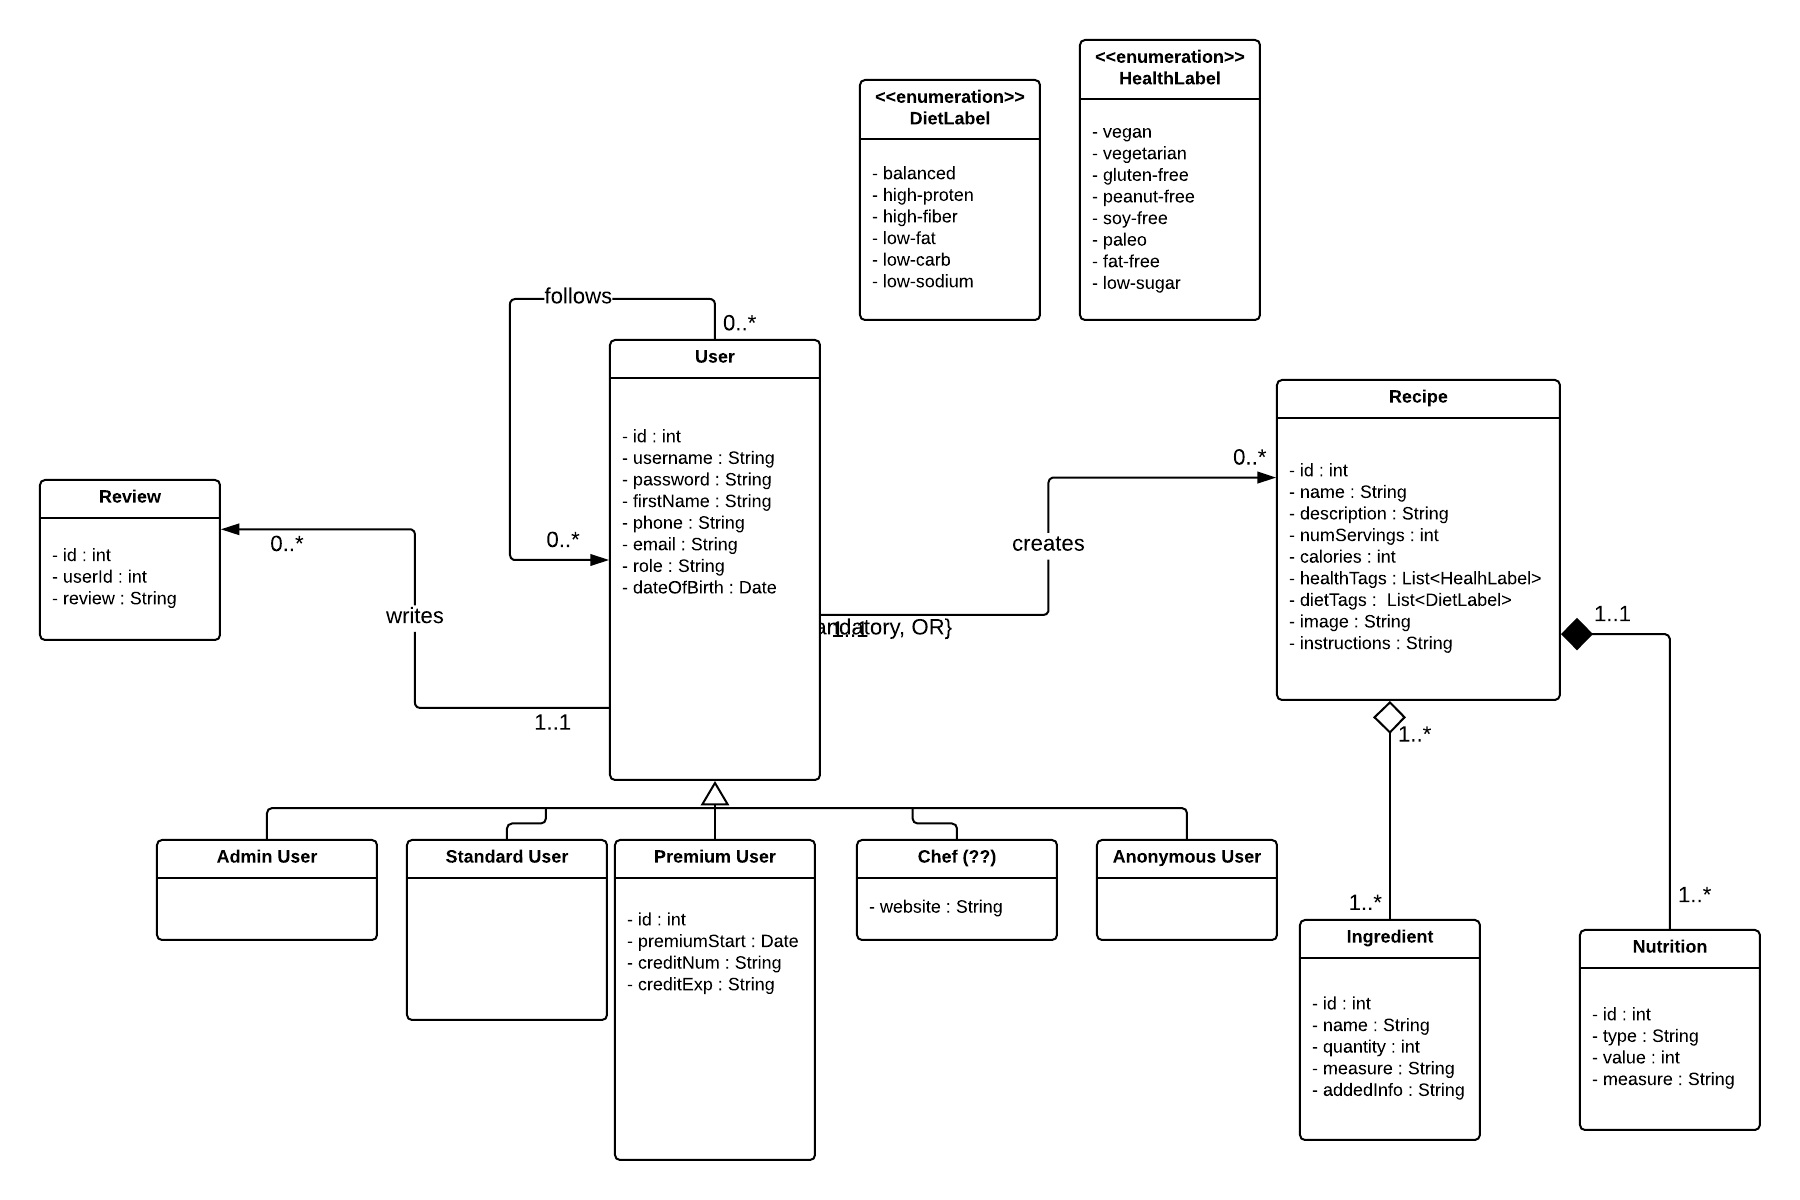 <<enumeration>>
HealthLabel
- vegan
- vegetarian
- gluten-free
- peanut-free
- soy-free
- paleo
- fat-free
- low-sugar
<<enumeration>>
DietLabel
- balanced
- high-proten
- high-fiber
- low-fat
- low-carb
- low-sodium
follows
0..*
0..*
User
- id : int
- username : String
- password : String
- firstName : String
- phone : String
- email : String
- role : String
- dateOfBirth : Date
Review
- id : int
- userId : int
- review : String
0..*
writes
1..1
creates
0..*
1..1
OR}
Recipe
- id : int
- name : String
- description : String
- numServings : int
- calories : int
- healthTags : List<HealhLabel>
- dietTags :  List<DietLabel>
- image : String
- instructions : String
1..1
1..*
1..*
1..*
Admin User
Standard User
Premium User
- id : int
- premiumStart : Date
- creditNum : String
- creditExp : String
Chef (??)
- website : String
Anonymous User
Ingredient
- id : int
- name : String
- quantity : int
- measure : String
- addedInfo : String
Nutrition
- id : int
- type : String
- value : int
- measure : String